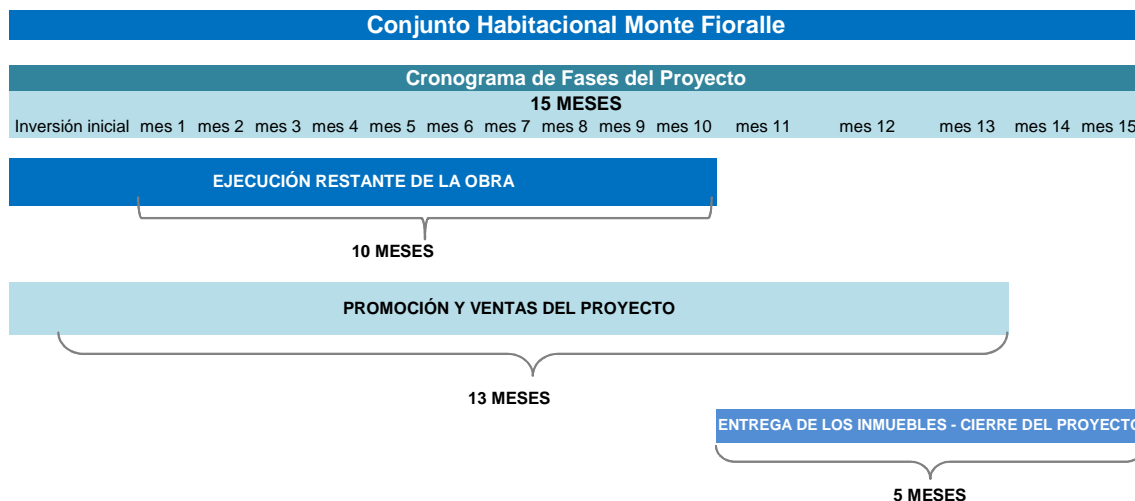 Conjunto Habitacional Monte Fioralle
Cronograma de Fases del Proyecto
15 MESES
Inversión inicial mes 1 mes 2 mes 3 mes 4 mes 5 mes 6 mes 7 mes 8 mes 9 mes 10 mes 11 mes 12 mes 13 mes 14 mes 15
EJECUCIÓN RESTANTE DE LA OBRA
10 MESES
PROMOCIÓN Y VENTAS DEL PROYECTO
13 MESES
ENTREGA DE LOS INMUEBLES - CIERRE DEL PROYECTO
5 MESES